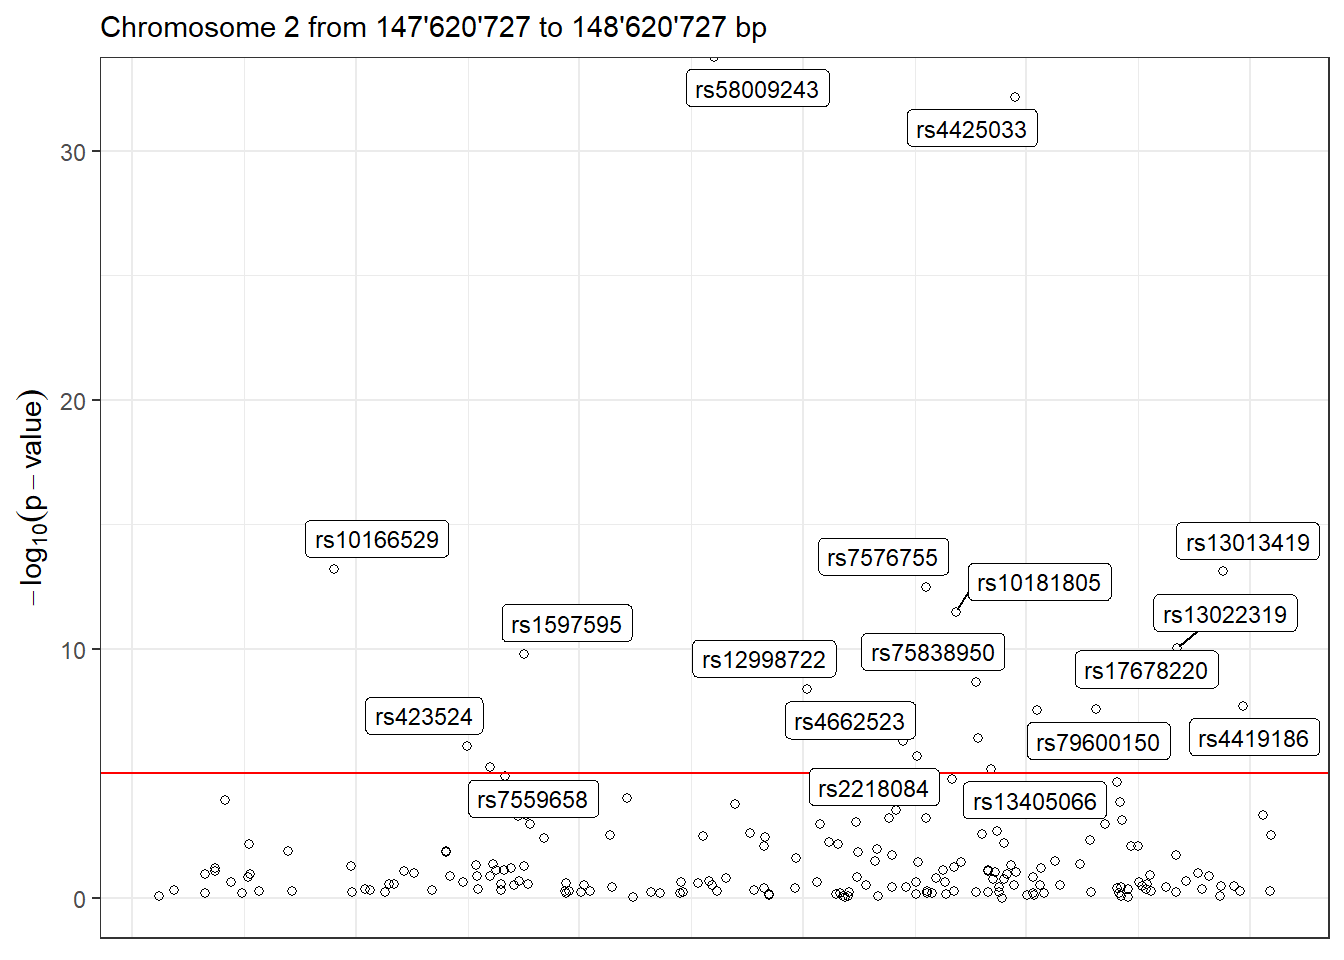 Chromosome 2 from 147'620'727 to 148'620'727 bp
rs58009243
rs4425033
30
20
−log10(p − value)
rs10166529
rs13013419
rs7576755
rs10181805
rs13022319
rs1597595
10
rs12998722
rs75838950
rs17678220
rs423524
rs4662523
rs79600150
rs4419186
rs7559658
rs2218084
rs13405066
0